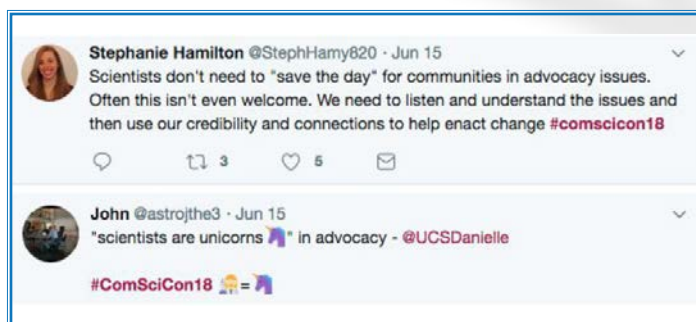 Stephanie Hamilton @StephHamy820 · Jun 15
Scientists don't need to "save the day" for communities in advocacy issues.
Often this isn't even welcome. We need to listen and understand the issues and
then use our credibility and connections to help enact change #comscicon18
3 5
John @astrojthe3 · Jun 15
"scientists are unicorns 🦄" in advocacy - @UCSDanielle
#ComSciCon18 👩‍🔬=🦄